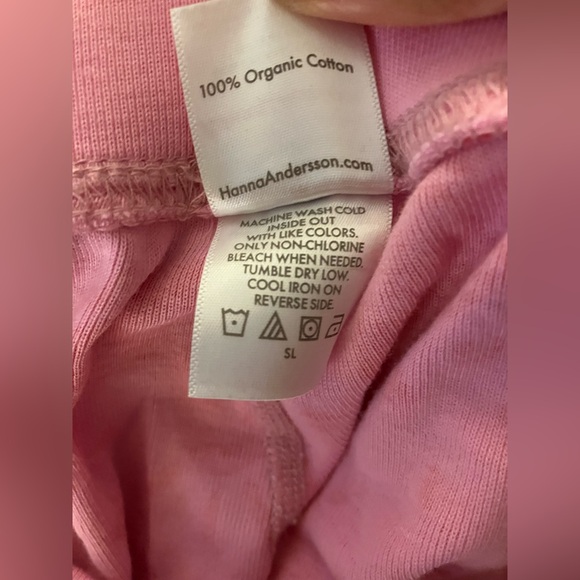 100% Organic Cotton
HannaAndersson.com
MACHINE WASH COLD
INSIDE OUT
WITH LIKE COLORS.
ONLY NON-CHLORINE
BLEACH WHEN NEEDED.
TUMBLE DRY LOW.
COOL IRON ON
REVERSE SIDE.
SL